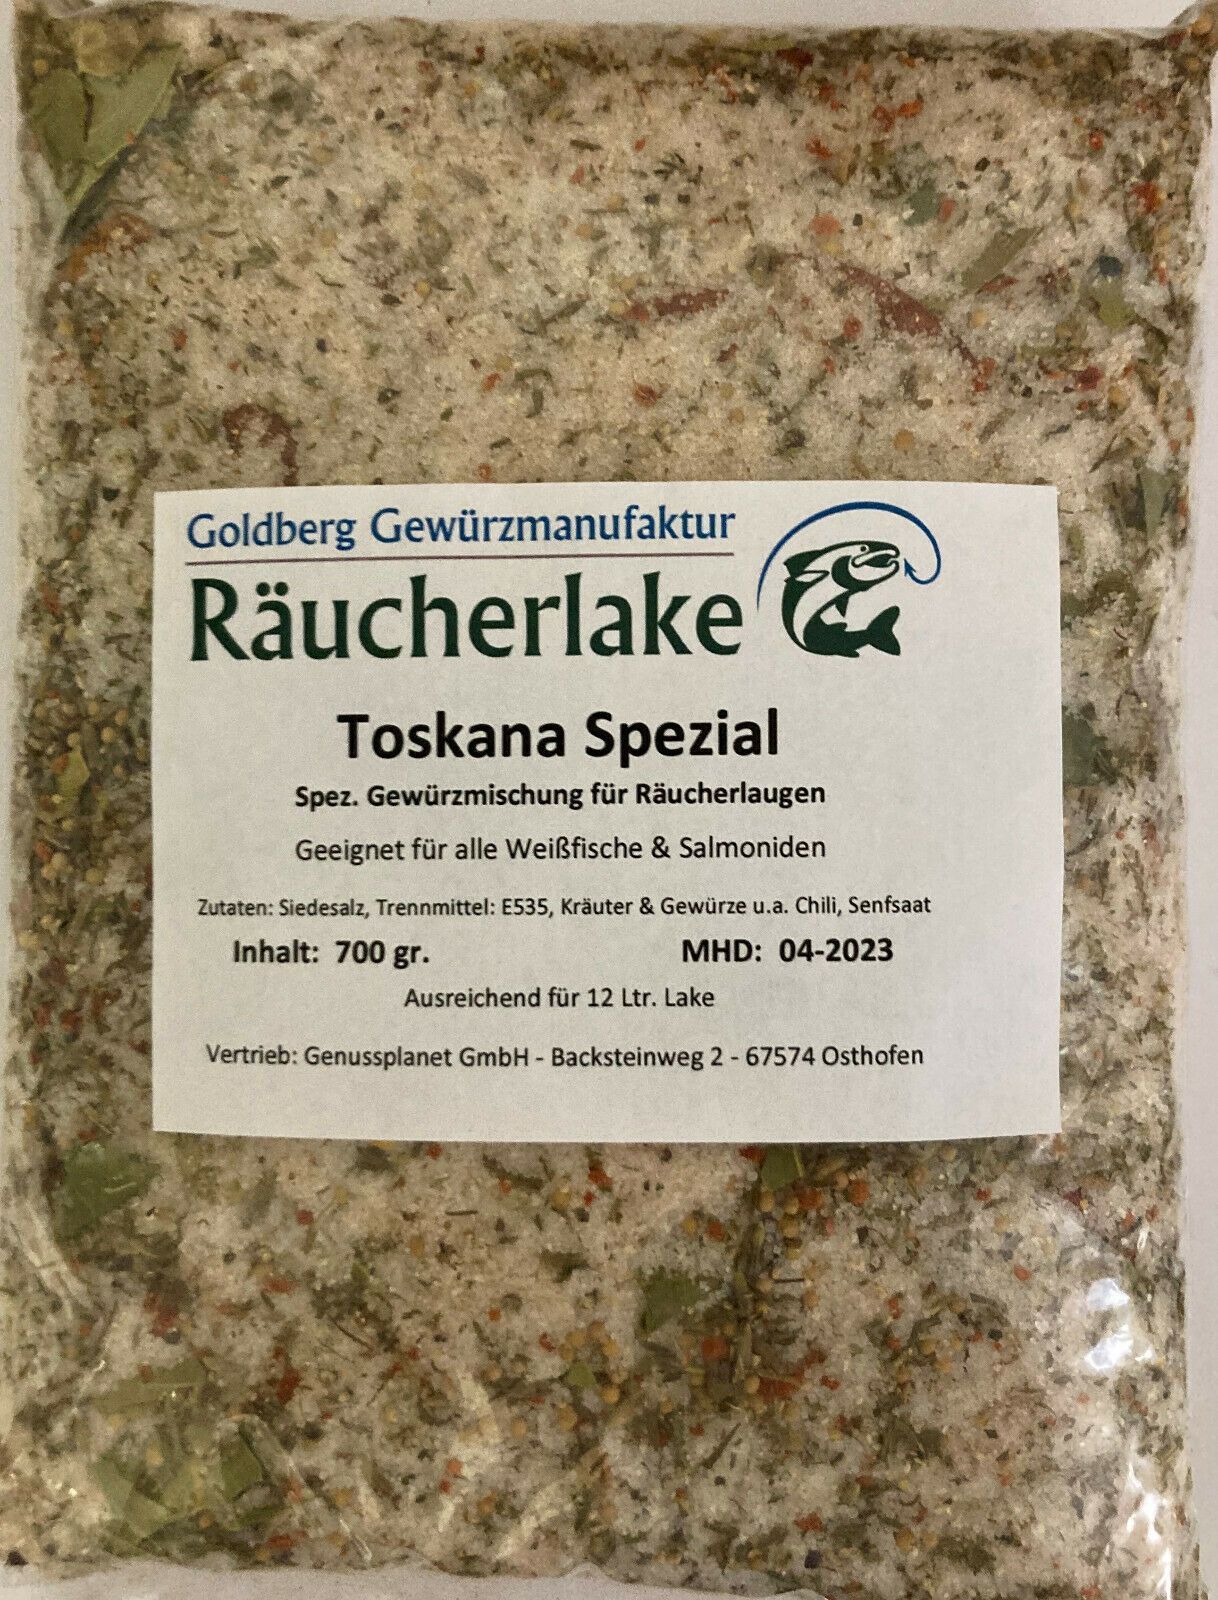 Goldberg Gewürzmanufaktur
Räucherlake
Toskana Spezial
Spez. Gewürzmischung für Räucherlaugen
Geeignet für alle Weißfische & Salmoniden
Zutaten: Siedesalz, Trennmittel: E535, Kräuter & Gewürze u.a. Chili, Senfsaat
Inhalt: 700 gr. MHD: 04-2023
Ausreichend für 12 Ltr. Lake
Vertrieb: Genussplanet GmbH - Backsteinweg 2 - 67574 Osthofen